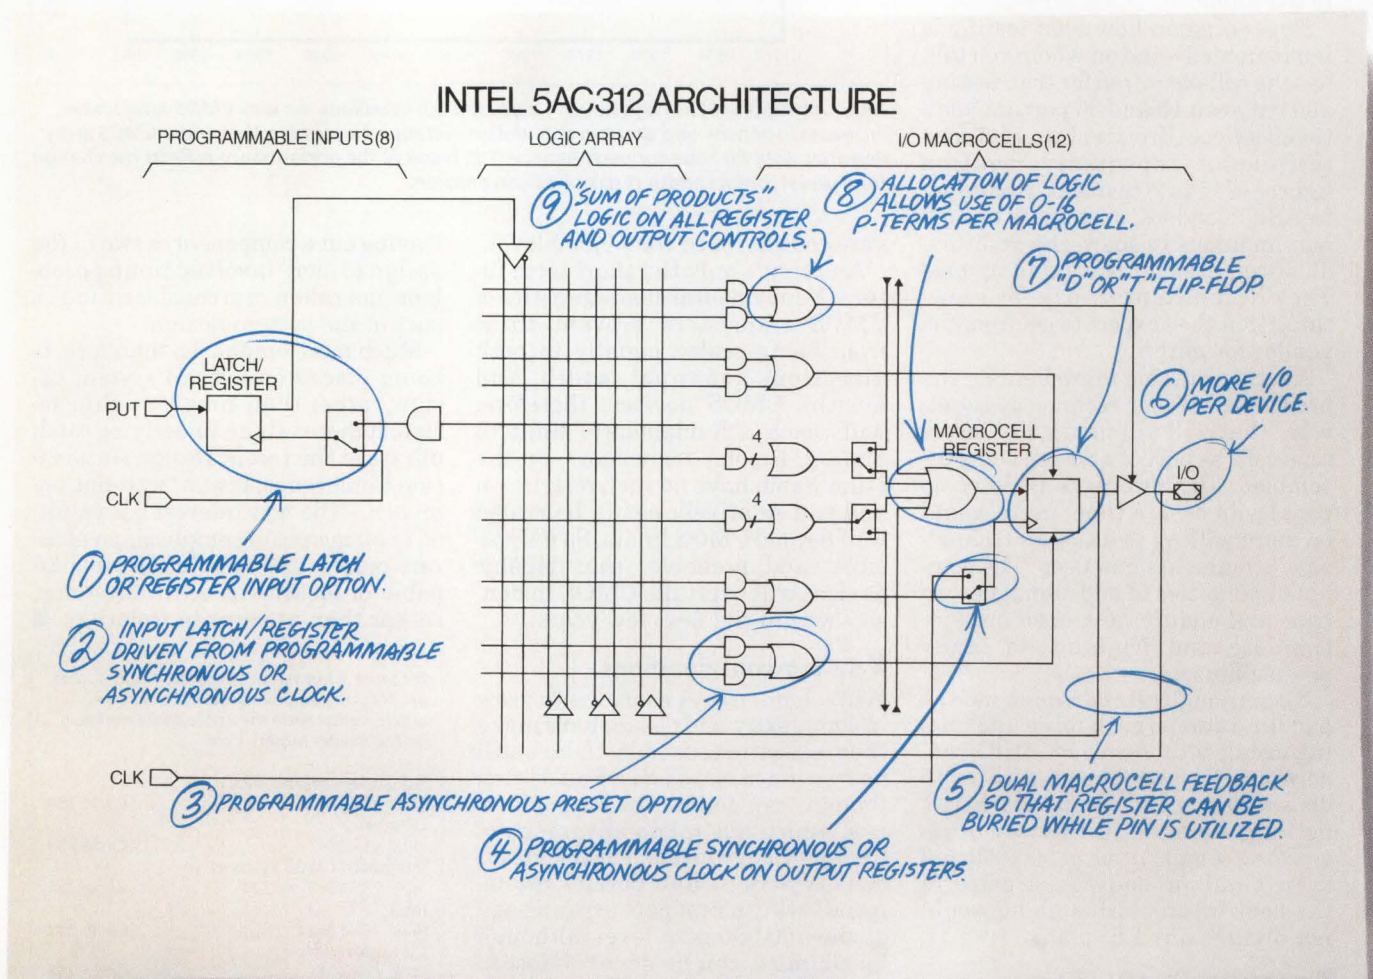 INTEL 5AC312 ARCHITECTURE
PROGRAMMABLE INPUTS (8)
LOGIC ARRAY
I/O MACROCELLS (12)
9 "SUM OF PRODUCTS"
LOGIC ON ALL REGISTER
AND OUTPUT CONTROLS.
8 ALLOCATION OF LOGIC
ALLOWS USE OF 0-16
P-TERMS PER MACROCELL.
7 PROGRAMMABLE
"D" OR "T" FLIP-FLOP
6 MORE I/O
PER DEVICE.
LATCH/
REGISTER
PUT
CLK
4
4
MACROCELL
REGISTER
I/O
1 PROGRAMMABLE LATCH
OR REGISTER INPUT OPTION.
2 INPUT LATCH/REGISTER
DRIVEN FROM PROGRAMMABLE
SYNCHRONOUS OR
ASYNCHRONOUS CLOCK.
CLK
3 PROGRAMMABLE ASYNCHRONOUS PRESET OPTION
4 PROGRAMMABLE SYNCHRONOUS OR
ASYNCHRONOUS CLOCK ON OUTPUT REGISTERS.
5 DUAL MACROCELL FEEDBACK
SO THAT REGISTER CAN BE
BURIED WHILE PIN IS UTILIZED.